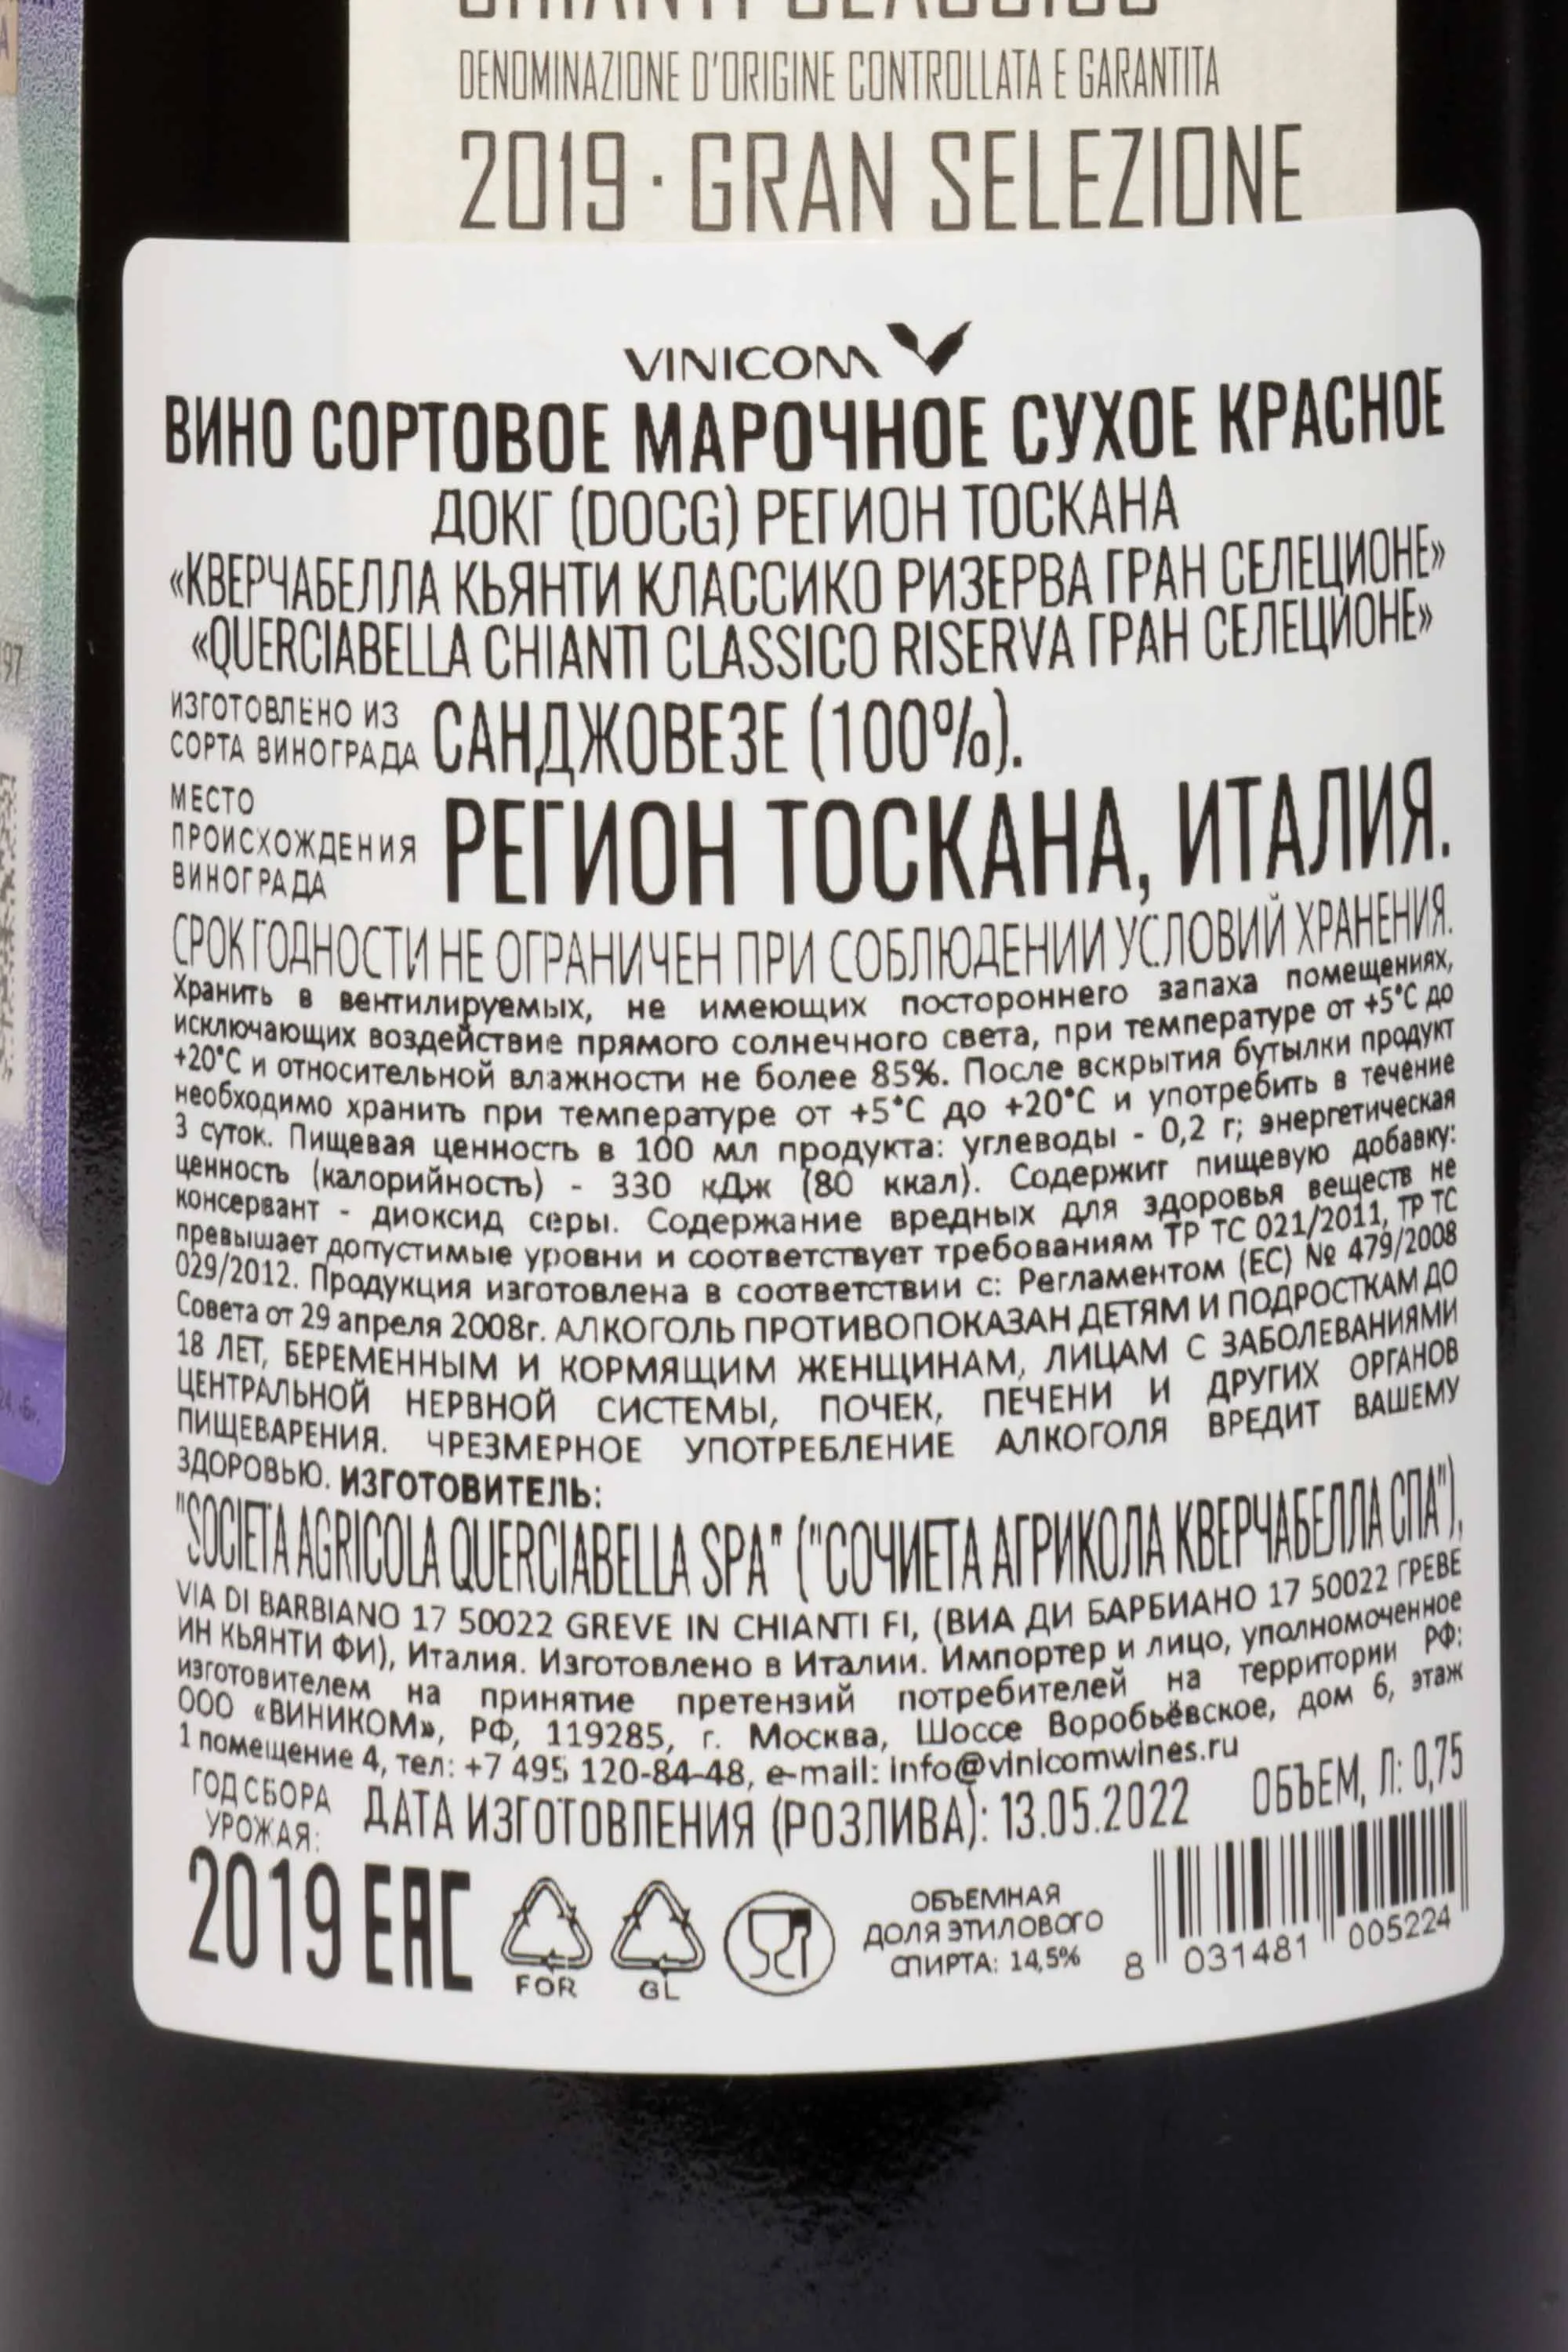 CHIANTI CLASSICO
DENOMINAZIONE D'ORIGINE CONTROLLATA E GARANTITA
2019 · GRAN SELEZIONE
VINICOM
ВИНО СОРТОВОЕ МАРОЧНОЕ СУХОЕ КРАСНОЕ
ДОКГ (DOCG) РЕГИОН ТОСКАНА
«КВЕРЧАБЕЛЛА КЬЯНТИ КЛАССИКО РИЗЕРВА ГРАН СЕЛЕЦИОНЕ»
«QUERCIABELLA CHIANTI CLASSICO RISERVA ГРАН СЕЛЕЦИОНЕ»
ИЗГОТОВЛЕНО ИЗ
СОРТА ВИНОГРАДА САНДЖОВЕЗЕ (100%).
МЕСТО
ПРОИСХОЖДЕНИЯ
ВИНОГРАДА
РЕГИОН ТОСКАНА, ИТАЛИЯ.
СРОК ГОДНОСТИ НЕ ОГРАНИЧЕН ПРИ СОБЛЮДЕНИИ УСЛОВИЙ ХРАНЕНИЯ.
Хранить в вентилируемых, не имеющих постороннего запаха помещениях,
исключающих воздействие прямого солнечного света, при температуре от +5°С до
+20°С и относительной влажности не более 85%. После вскрытия бутылки продукт
необходимо хранить при температуре от +5°С до +20°С и употребить в течение
3 суток. Пищевая ценность в 100 мл продукта: углеводы - 0,2 г; энергетическая
ценность (калорийность) - 330 кДж (80 ккал). Содержит пищевую добавку:
консервант - диоксид серы. Содержание вредных для здоровья веществ не
превышает допустимые уровни и соответствует требованиям ТР ТС 021/2011, ТР ТС
029/2012. Продукция изготовлена в соответствии с: Регламентом (ЕС) № 479/2008
Совета от 29 апреля 2008г. АЛКОГОЛЬ ПРОТИВОПОКАЗАН ДЕТЯМ И ПОДРОСТКАМ ДО
18 ЛЕТ, БЕРЕМЕННЫМ И КОРМЯЩИМ ЖЕНЩИНАМ, ЛИЦАМ С ЗАБОЛЕВАНИЯМИ
ЦЕНТРАЛЬНОЙ НЕРВНОЙ СИСТЕМЫ, ПОЧЕК, ПЕЧЕНИ И ДРУГИХ ОРГАНОВ
ПИЩЕВАРЕНИЯ. ЧРЕЗМЕРНОЕ УПОТРЕБЛЕНИЕ АЛКОГОЛЯ ВРЕДИТ ВАШЕМУ
ЗДОРОВЬЮ. ИЗГОТОВИТЕЛЬ:
"SOCIETA AGRICOLA QUERCIABELLA SPA" ("СОЧИЕТА АГРИКОЛА КВЕРЧАБЕЛЛА СПА"),
VIA DI BARBIANO 17 50022 GREVE IN CHIANTI FI, (ВИА ДИ БАРБИАНО 17 50022 ГРЕВЕ
ИН КЬЯНТИ ФИ), Италия. Изготовлено в Италии. Импортер и лицо, уполномоченное
изготовителем на принятие претензий потребителей на территории РФ:
ООО «ВИНИКОМ», РФ, 119285, г. Москва, Шоссе Воробьёвское, дом 6, этаж
1 помещение 4, тел: +7 495 120-84-48, e-mail: info@vinicomwines.ru
ГОД СБОРА
УРОЖАЯ:
ДАТА ИЗГОТОВЛЕНИЯ (РОЗЛИВА): 13.05.2022 ОБЪЕМ, Л: 0,75
2019 EAC
FOR
GL
ОБЪЕМНАЯ
ДОЛЯ ЭТИЛОВОГО
СПИРТА: 14,5%
8 031481 005224